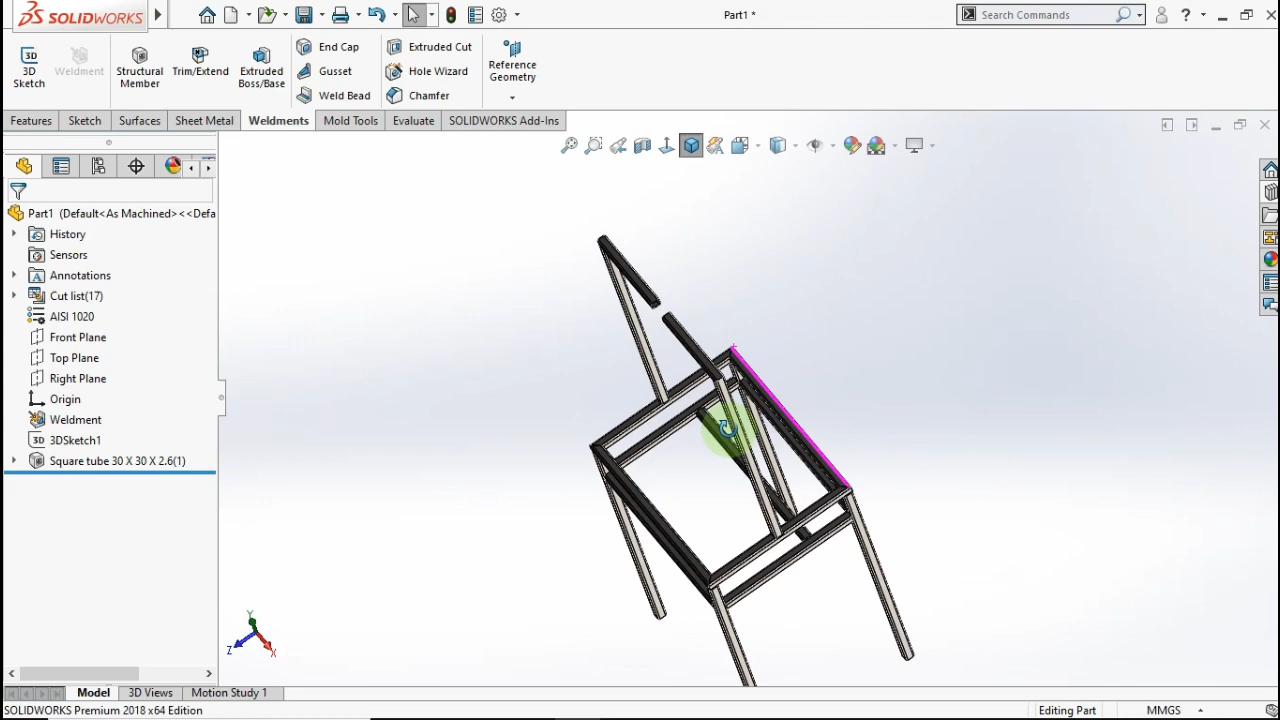 SOLIDWORKS
Part1 *
Search Commands
?
3D
Sketch
Weldment
Structural
Member
Trim/Extend
Extruded
Boss/Base
End Cap
Gusset
Weld Bead
Extruded Cut
Hole Wizard
Chamfer
Reference
Geometry
Features
Sketch
Surfaces
Sheet Metal
Weldments
Mold Tools
Evaluate
SOLIDWORKS Add-Ins
Part1 (Default<As Machined><<Defa
History
Sensors
Annotations
Cut list(17)
AISI 1020
Front Plane
Top Plane
Right Plane
Origin
Weldment
3D 3DSketch1
Square tube 30 X 30 X 2.6(1)
Y
Z
X
Model
3D Views
Motion Study 1
SOLIDWORKS Premium 2018 x64 Edition
Editing Part
MMGS